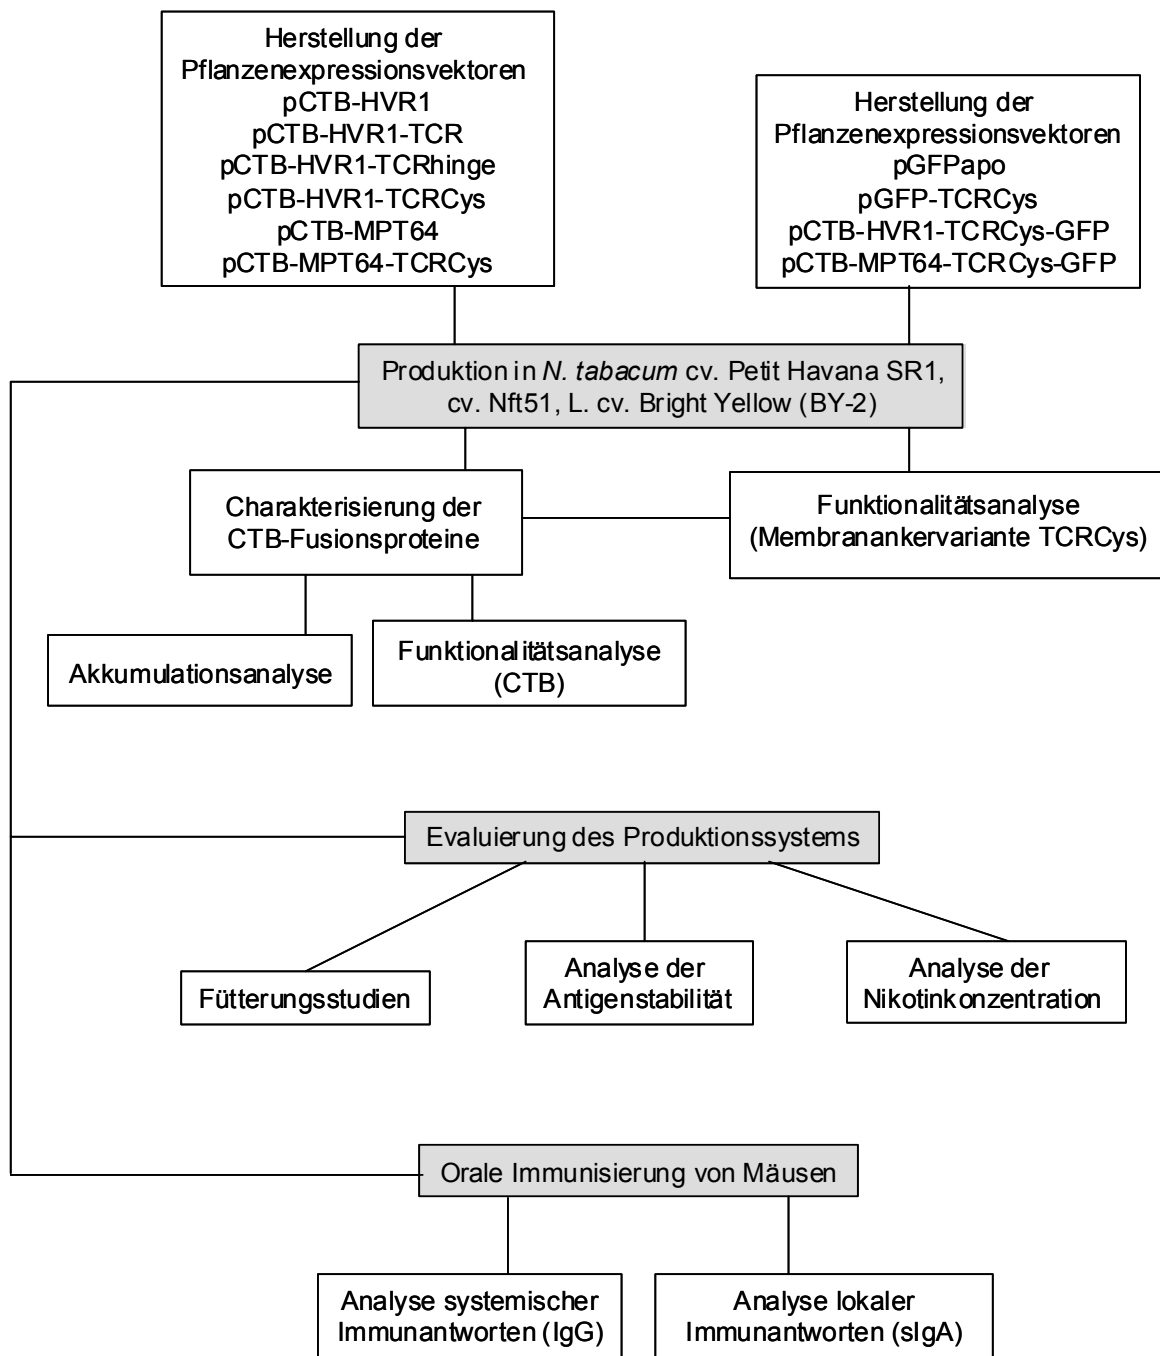 Herstellung der
Pflanzenexpressionsvektoren
pCTB-HVR1
pCTB-HVR1-TCR
pCTB-HVR1-TCRhinge
pCTB-HVR1-TCRCys
pCTB-MPT64
pCTB-MPT64-TCRCys
Herstellung der
Pflanzenexpressionsvektoren
pGFPapo
pGFP-TCRCys
pCTB-HVR1-TCRCys-GFP
pCTB-MPT64-TCRCys-GFP
Produktion in N. tabacum cv. Petit Havana SR1,
cv. Nft51, L. cv. Bright Yellow (BY-2)
Charakterisierung der
CTB-Fusionsproteine
Funktionalitätsanalyse
(Membranankervariante TCRCys)
Akkumulationsanalyse
Funktionalitätsanalyse
(CTB)
Evaluierung des Produktionssystems
Fütterungsstudien
Analyse der
Antigenstabilität
Analyse der
Nikotinkonzentration
Orale Immunisierung von Mäusen
Analyse systemischer
Immunantworten (IgG)
Analyse lokaler
Immunantworten (sIgA)